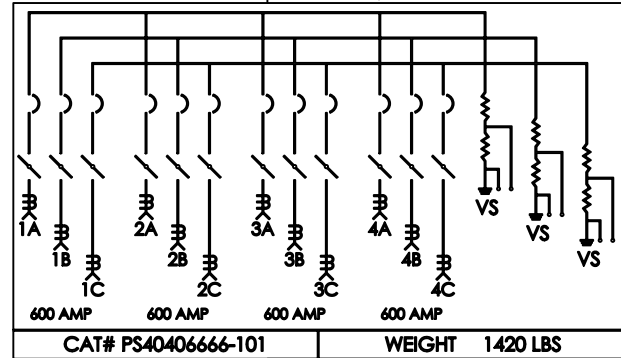 1A 2A 3A 4A VS
1B 2B 3B 4B VS
1C 2C 3C 4C VS
600 AMP 600 AMP 600 AMP 600 AMP
CAT# PS40406666-101 WEIGHT 1420 LBS